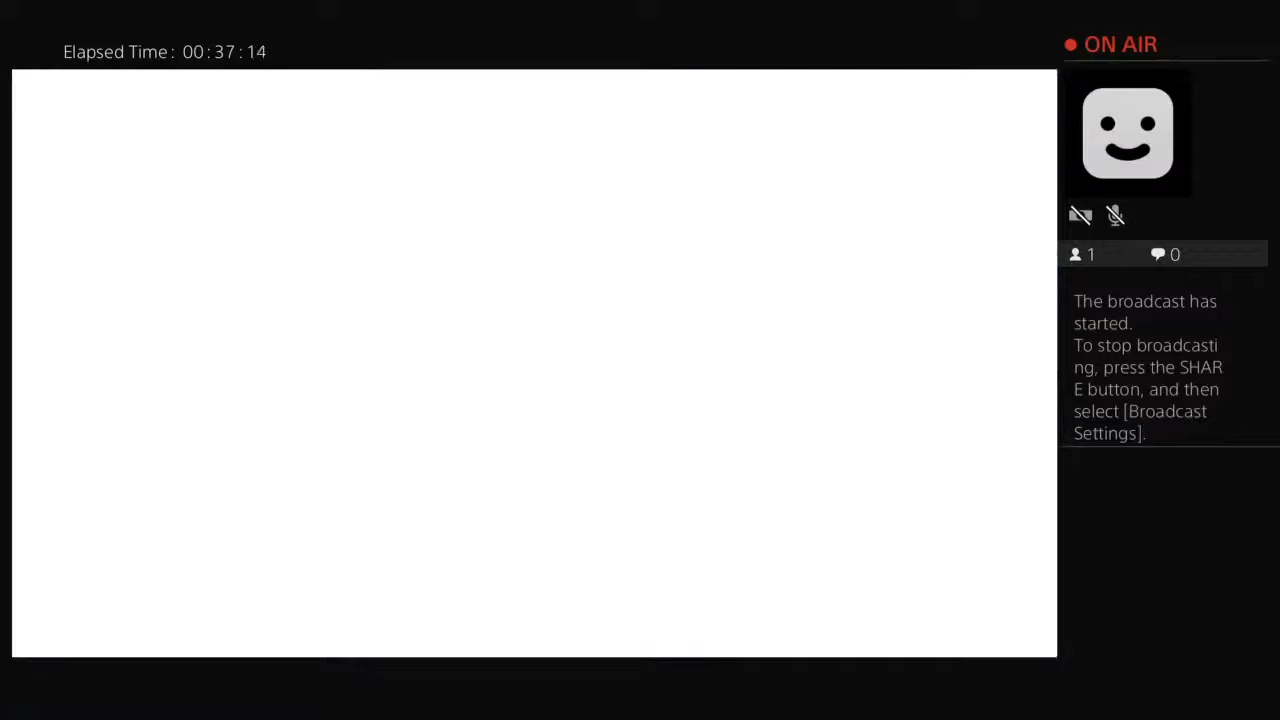 Elapsed Time: 00:37:14
ON AIR
1 0
The broadcast has
started.
To stop broadcasti
ng, press the SHAR
E button, and then
select [Broadcast
Settings].